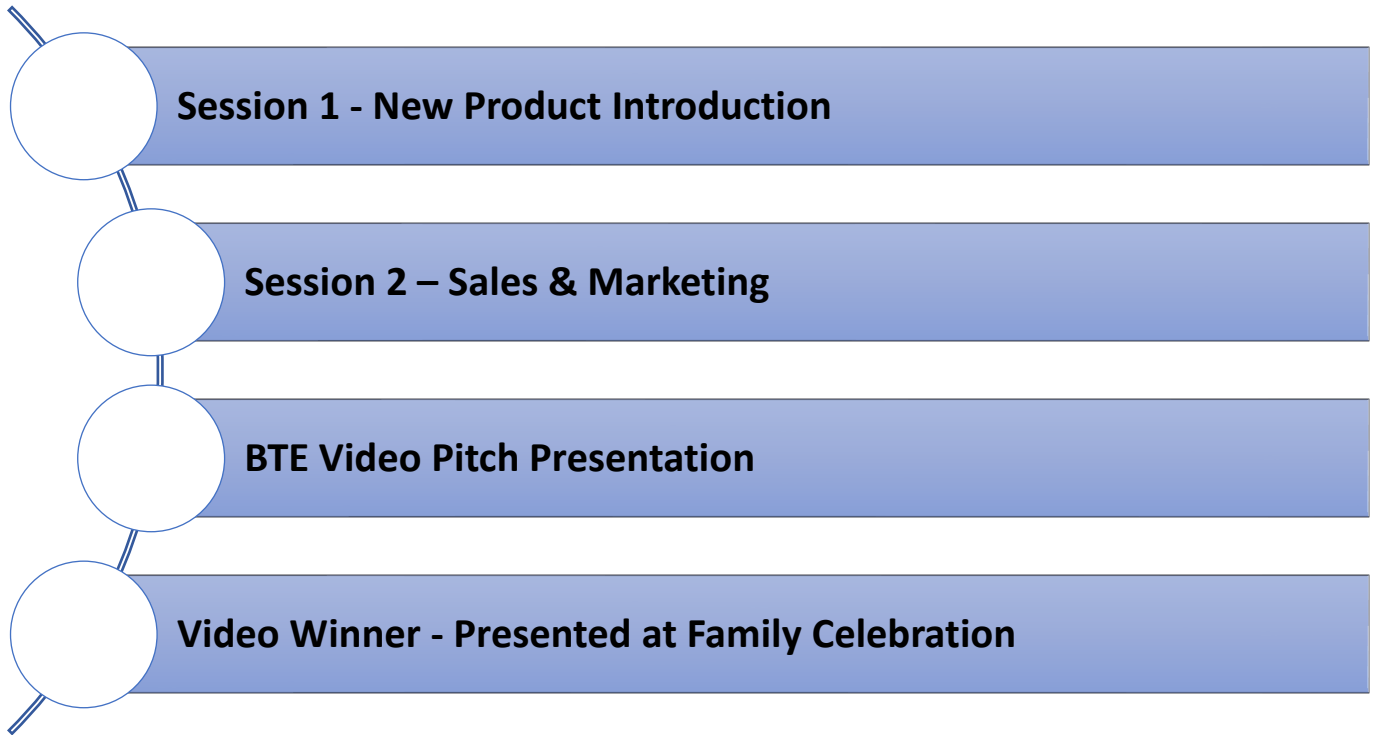 Session 1 - New Product Introduction
Session 2 – Sales & Marketing
BTE Video Pitch Presentation
Video Winner - Presented at Family Celebration